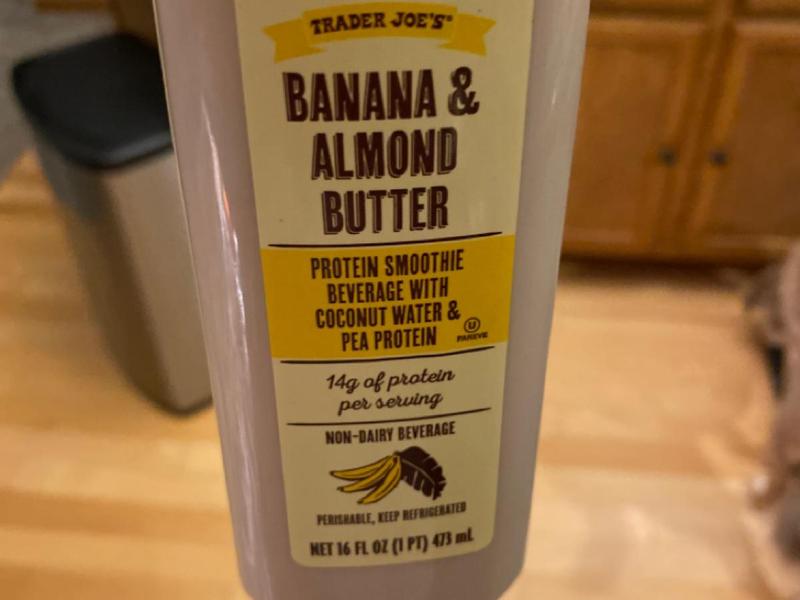 TRADER JOE'S®
BANANA &
ALMOND
BUTTER
PROTEIN SMOOTHIE
BEVERAGE WITH
COCONUT WATER &
PEA PROTEIN
U
PAREVE
14g of protein
per serving
NON-DAIRY BEVERAGE
PERISHABLE, KEEP REFRIGERATED
NET 16 FL OZ (1 PT) 473 mL